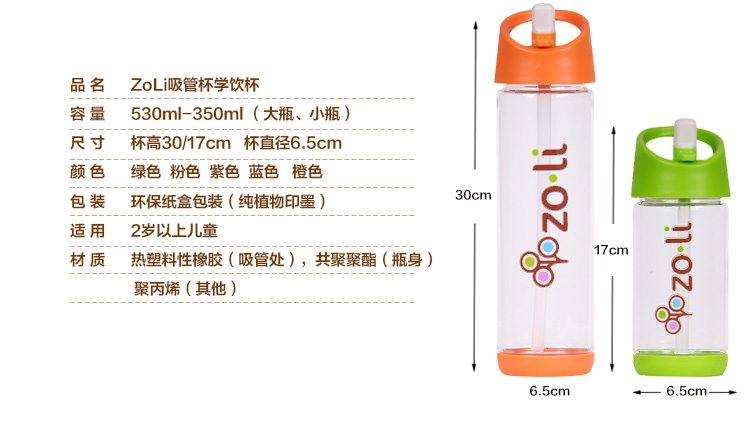 品 名 ZoLi吸管杯学饮杯
容 量 530ml-350ml（大瓶、小瓶）
尺 寸 杯高30/17cm 杯直径6.5cm
颜 色 绿色 粉色 紫色 蓝色 橙色
包 装 环保纸盒包装（纯植物印墨）
适 用 2岁以上儿童
材 质 热塑料性橡胶（吸管处），共聚聚酯（瓶身）
聚丙烯（其他）
30cm
zo·li
6.5cm
17cm
zo·li
6.5cm